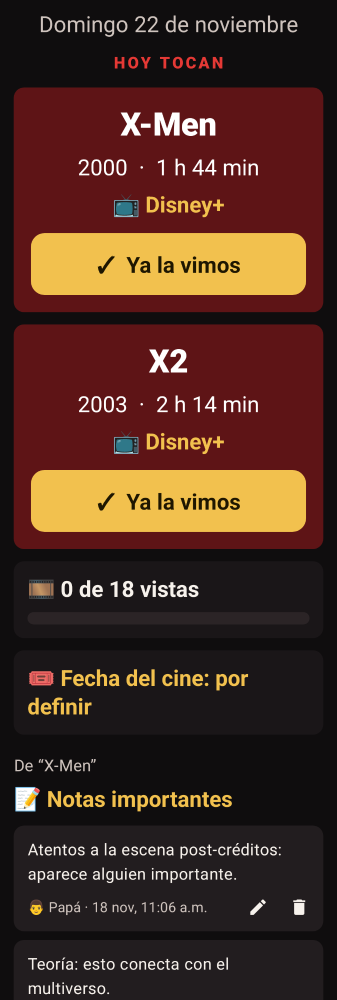 Domingo 22 de noviembre
HOY TOCAN
X-Men
2000 · 1 h 44 min
📺 Disney+
✓ Ya la vimos
X2
2003 · 2 h 14 min
📺 Disney+
✓ Ya la vimos
🎞️ 0 de 18 vistas
🎟️ Fecha del cine: por
definir
De “X-Men”
📝 Notas importantes
Atentos a la escena post-créditos:
aparece alguien importante.
👨 Papá · 18 nov, 11:06 a.m.
Teoría: esto conecta con el
multiverso.